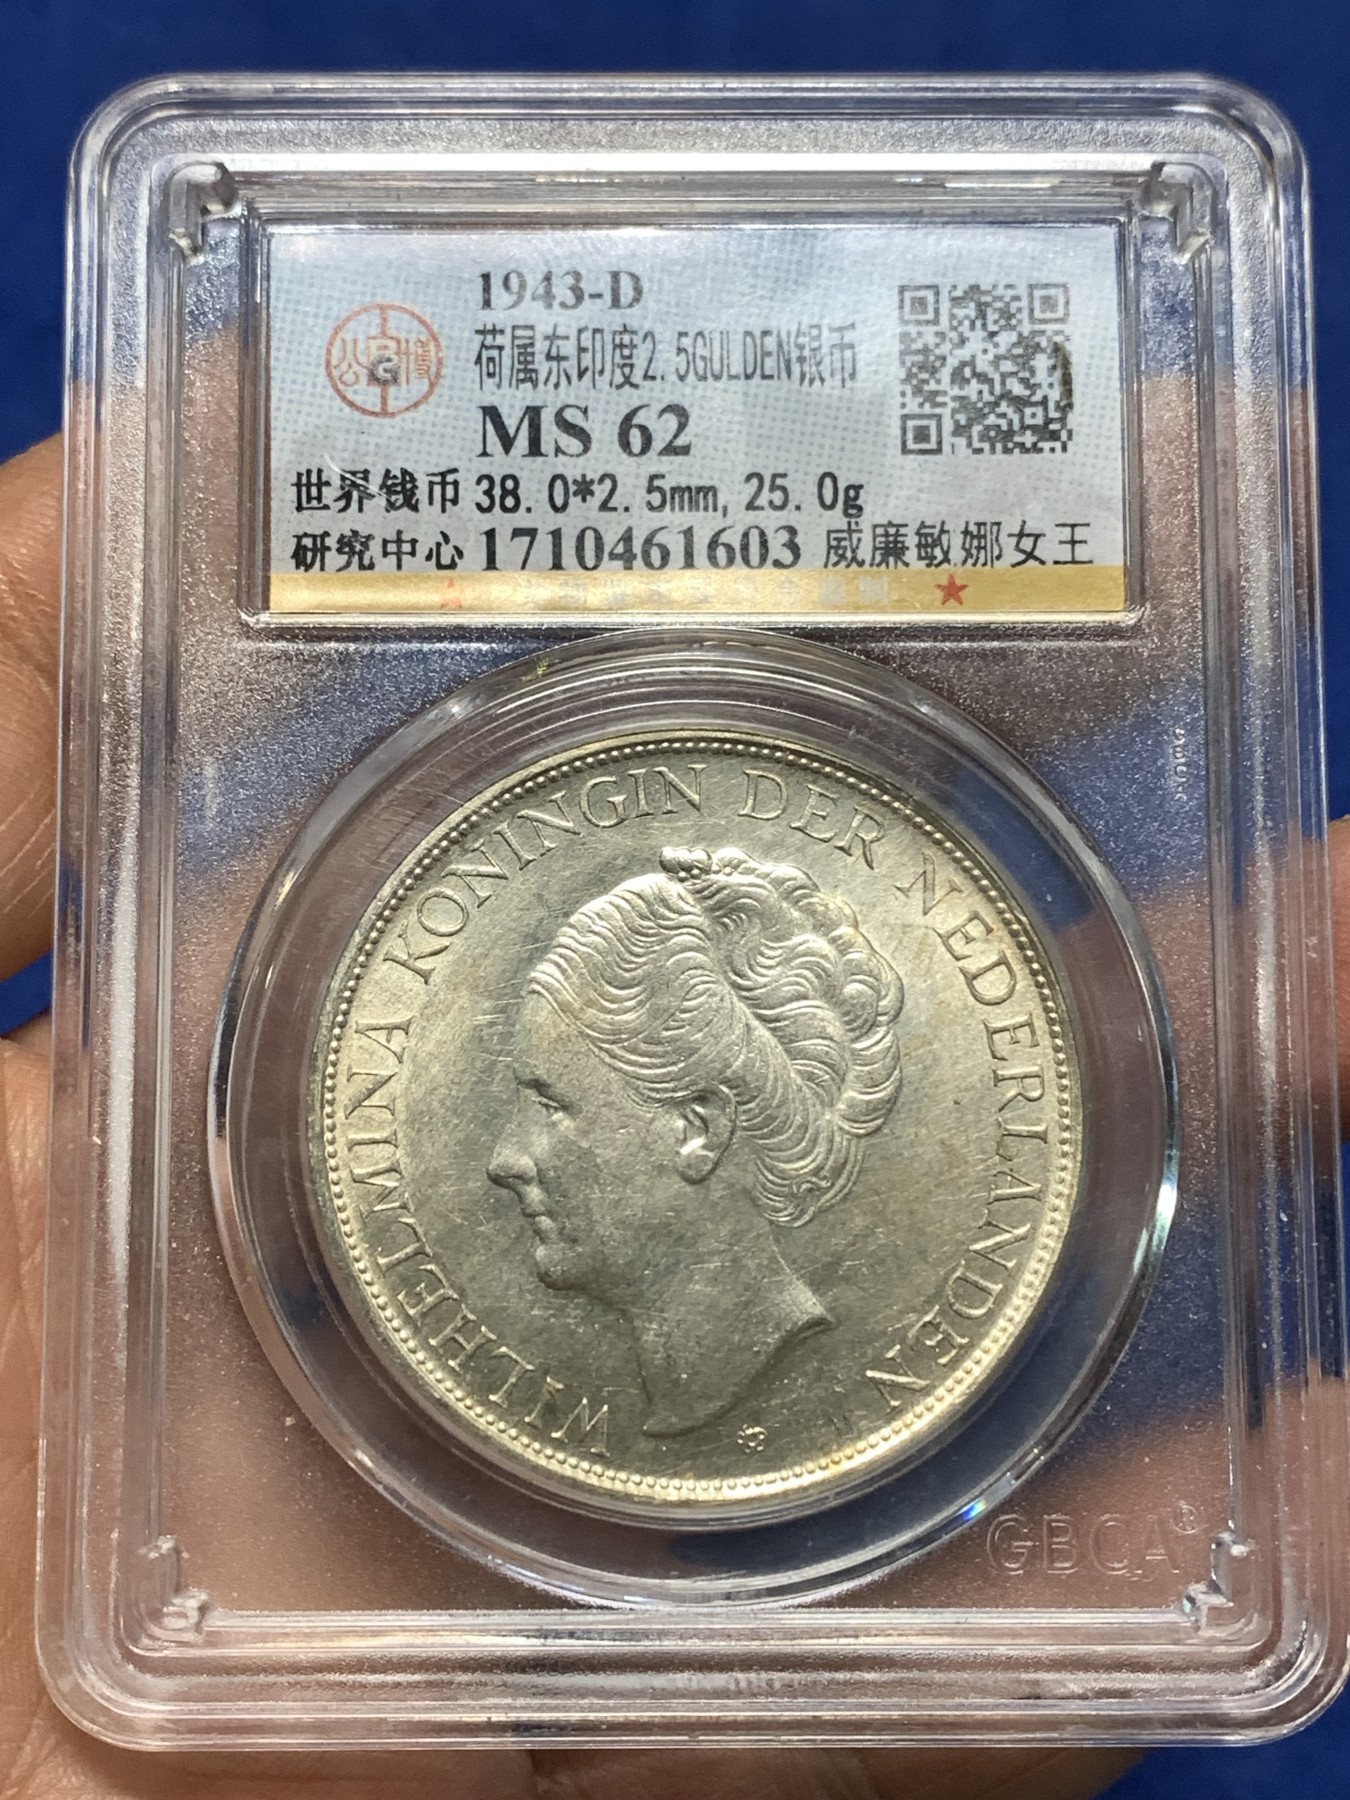 1943-D
公 G 博
荷属东印度2.5GULDEN银币
MS 62
世界钱币 38.0*2.5mm,25.0g
研究中心 1710461603 威廉敏娜女王
WILHELMINA KONINGIN DER NEDERLANDEN
GBCA®